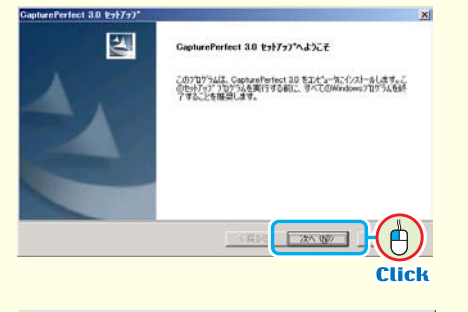 CapturePerfect 3.0 ｾｯﾄｱｯﾌﾟ
CapturePerfect 3.0 ｾｯﾄｱｯﾌﾟへようこそ
このﾌﾟﾛｸﾞﾗﾑは、CapturePerfect 3.0 をｺﾝﾋﾟｭｰﾀにｲﾝｽﾄｰﾙします。こ
のｾｯﾄｱｯﾌﾟ ﾌﾟﾛｸﾞﾗﾑを実行する前に、すべてのWindowsﾌﾟﾛｸﾞﾗﾑを終
了することを推奨します。
< 戻る(B) 次へ (N)>
Click